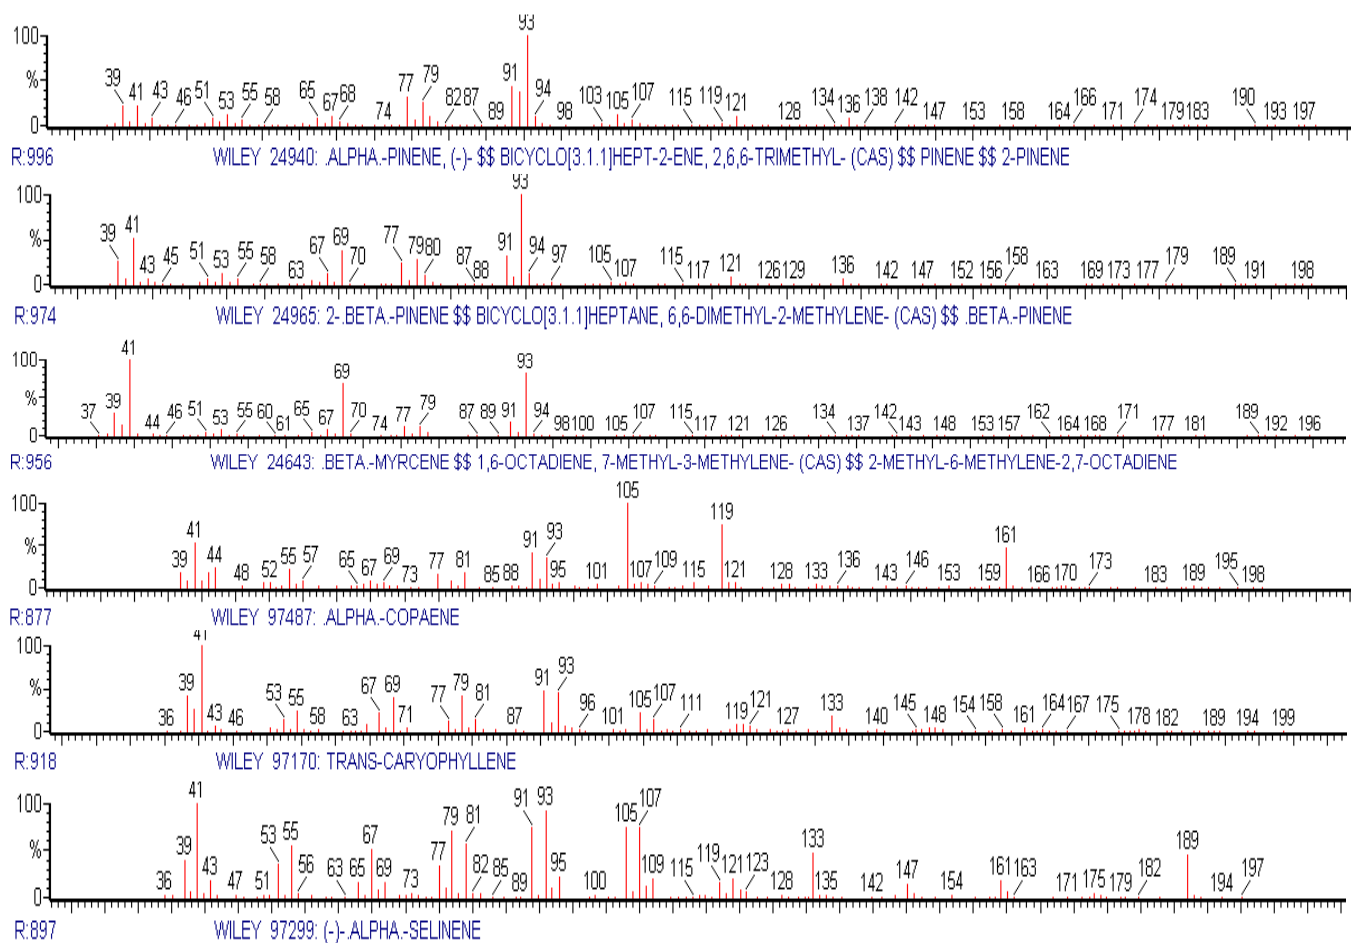 93
100 39 41 43 46 51 53 55 58 65 67 68 74 77 79 82 87 89 91 94 98 103 105 107 115 119 121 128 134 136 138 142 147 153 158 164 166 171 174 179 183 190 193 197
%
0
R:996 WILEY 24940: .ALPHA.-PINENE, (-)- $$ BICYCLO[3.1.1]HEPT-2-ENE, 2,6,6-TRIMETHYL- (CAS) $$ PINENE $$ 2-PINENE
93
100 39 41 43 45 51 53 55 58 63 67 69 70 77 79 80 87 88 91 94 97 105 107 115 117 121 126 129 136 142 147 152 156 158 163 169 173 177 179 189 191 198
%
0
R:974 WILEY 24965: 2-.BETA.-PINENE $$ BICYCLO[3.1.1]HEPTANE, 6,6-DIMETHYL-2-METHYLENE- (CAS) $$ .BETA.-PINENE
100 37 39 41 44 46 51 53 55 60 61 65 67 69 70 74 77 79 87 89 91 93 94 98 100 105 107 115 117 121 126 134 137 142 143 148 153 157 162 164 168 171 177 181 189 192 196
%
0
R:956 WILEY 24643: .BETA.-MYRCENE $$ 1,6-OCTADIENE, 7-METHYL-3-METHYLENE- (CAS) $$ 2-METHYL-6-METHYLENE-2,7-OCTADIENE
100 39 41 44 48 52 55 57 65 67 69 73 77 81 85 88 91 93 95 101 105 107 109 115 119 121 128 133 136 143 146 153 159 161 166 170 173 183 189 195 198
%
0
R:877 WILEY 97487: .ALPHA.-COPAENE
100 36 39 41 43 46 53 55 58 63 67 69 71 77 79 81 87 91 93 96 101 105 107 111 119 121 127 133 140 145 148 154 158 161 164 167 175 178 182 189 194 199
%
0
R:918 WILEY 97170: TRANS-CARYOPHYLLENE
100 36 39 41 43 47 51 53 55 56 63 65 67 69 73 77 79 81 82 85 89 91 93 95 100 105 107 109 115 119 121 123 128 133 135 142 147 154 161 163 171 175 179 182 189 194 197
%
0
R:897 WILEY 97299: (-)-.ALPHA.-SELINENE